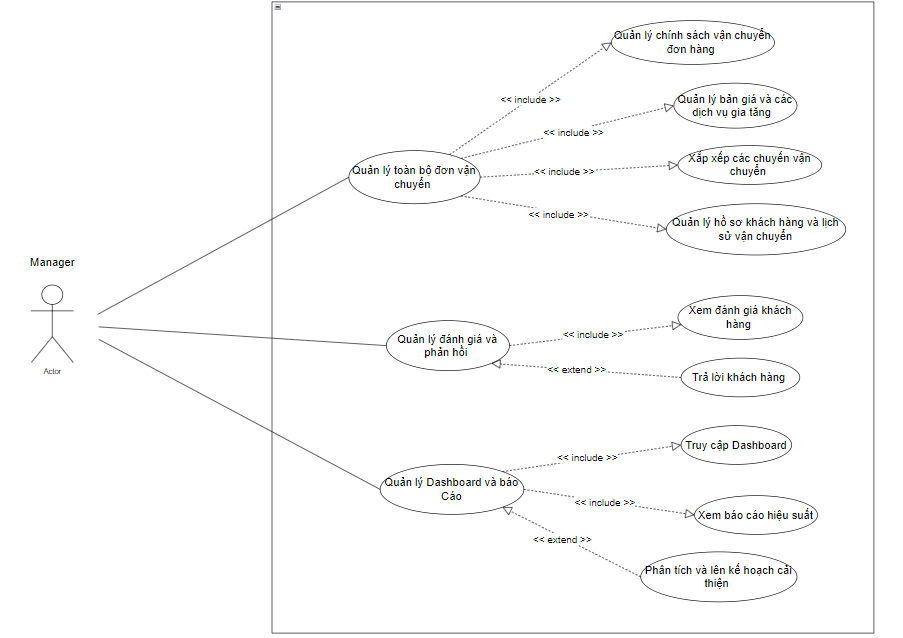 Quản lý chính sách vận chuyển
đơn hàng
<< include >>
Quản lý bản giá và các
dịch vụ gia tăng
<< include >>
Xắp xếp các chuyến vận
chuyển
Quản lý toàn bộ đơn vận
chuyển
<< include >>
<< include >>
Quản lý hồ sơ khách hàng và lịch
sử vận chuyển
Manager
Actor
Xem đánh giá khách
hàng
Quản lý đánh giá và
phản hồi
<< include >>
<< extend >>
Trả lời khách hàng
Truy cập Dashboard
<< include >>
Quản lý Dashboard và báo
Cáo
<< include >>
Xem báo cáo hiệu suất
<< extend >>
Phân tích và lên kế hoạch cải
thiện